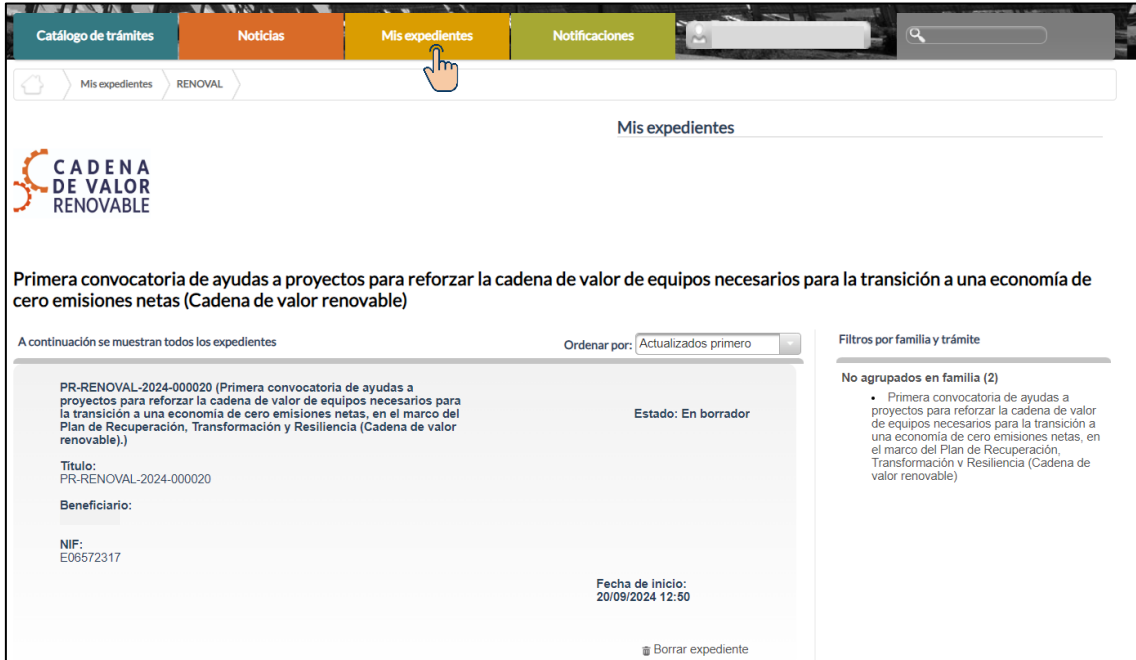 Catálogo de trámites
Noticias
Mis expedientes
Notificaciones
Mis expedientes
RENOVAL
Mis expedientes
CADENA
DE VALOR
RENOVABLE
Primera convocatoria de ayudas a proyectos para reforzar la cadena de valor de equipos necesarios para la transición a una economía de
cero emisiones netas (Cadena de valor renovable)
A continuación se muestran todos los expedientes
Ordenar por: Actualizados primero
PR-RENOVAL-2024-000020 (Primera convocatoria de ayudas a
proyectos para reforzar la cadena de valor de equipos necesarios para
la transición a una economía de cero emisiones netas, en el marco del
Plan de Recuperación, Transformación y Resiliencia (Cadena de valor
renovable).)
Estado: En borrador
Titulo:
PR-RENOVAL-2024-000020
Beneficiario:
NIF:
E06572317
Fecha de inicio:
20/09/2024 12:50
Borrar expediente
Filtros por familia y trámite
No agrupados en familia (2)
• Primera convocatoria de ayudas a
proyectos para reforzar la cadena de valor
de equipos necesarios para la transición a
una economía de cero emisiones netas, en
el marco del Plan de Recuperación,
Transformación y Resiliencia (Cadena de
valor renovable)